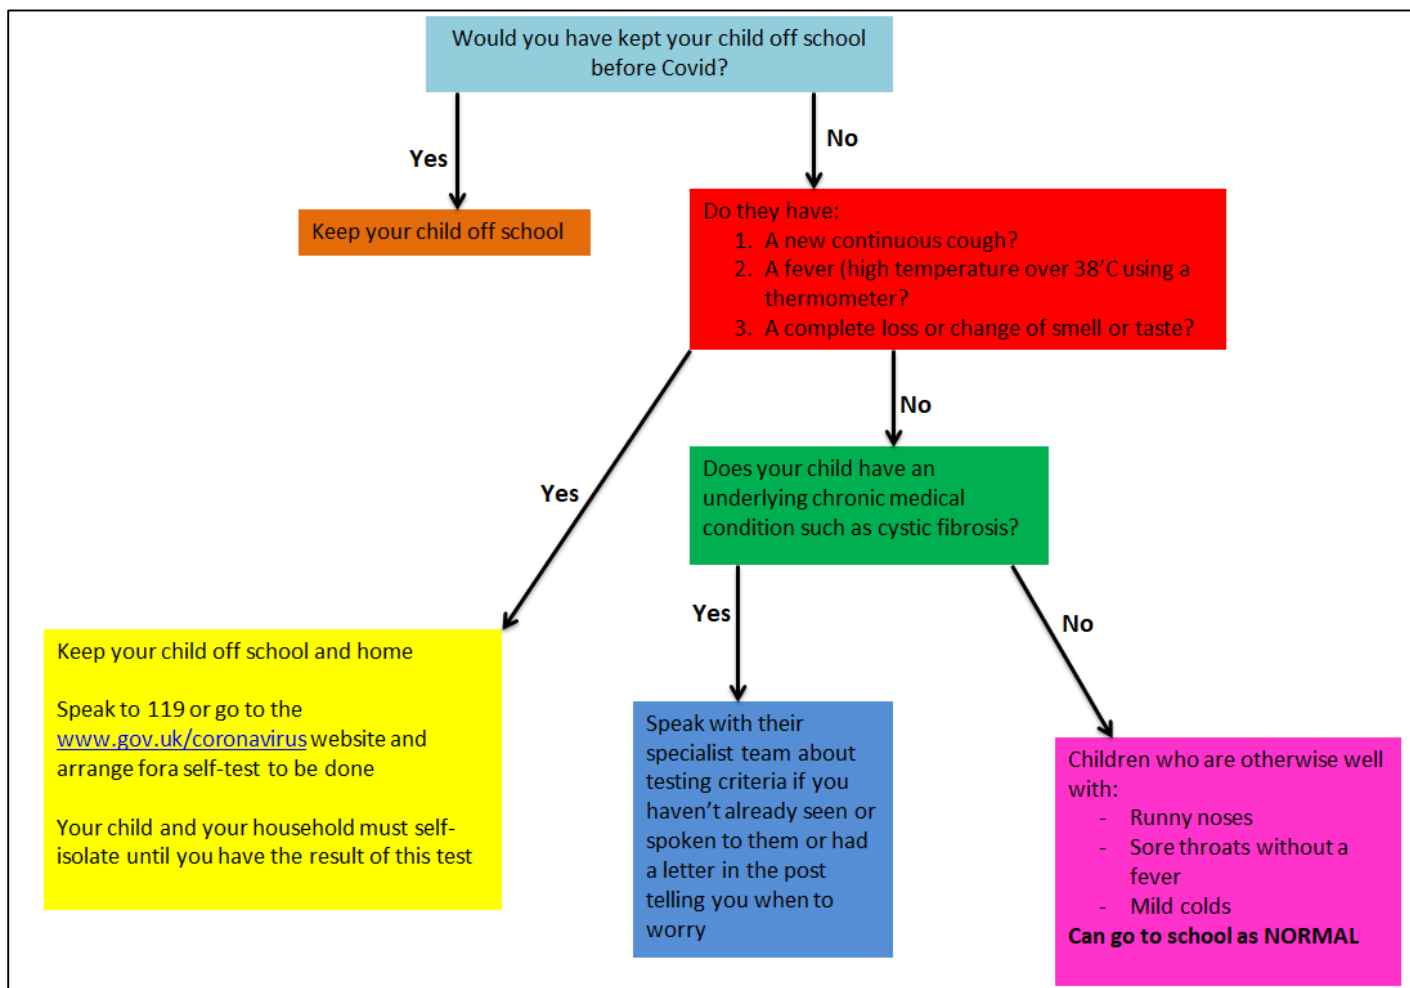 Would you have kept your child off school
before Covid?
Yes
No
Keep your child off school
Do they have:
1. A new continuous cough?
2. A fever (high temperature over 38'C using a
thermometer?
3. A complete loss or change of smell or taste?
Yes
No
Does your child have an
underlying chronic medical
condition such as cystic fibrosis?
Yes
No
Keep your child off school and home
Speak to 119 or go to the
www.gov.uk/coronavirus website and
arrange fora self-test to be done
Your child and your household must self-
isolate until you have the result of this test
Speak with their
specialist team about
testing criteria if you
haven't already seen or
spoken to them or had
a letter in the post
telling you when to
worry
Children who are otherwise well
with:
- Runny noses
- Sore throats without a
fever
- Mild colds
Can go to school as NORMAL